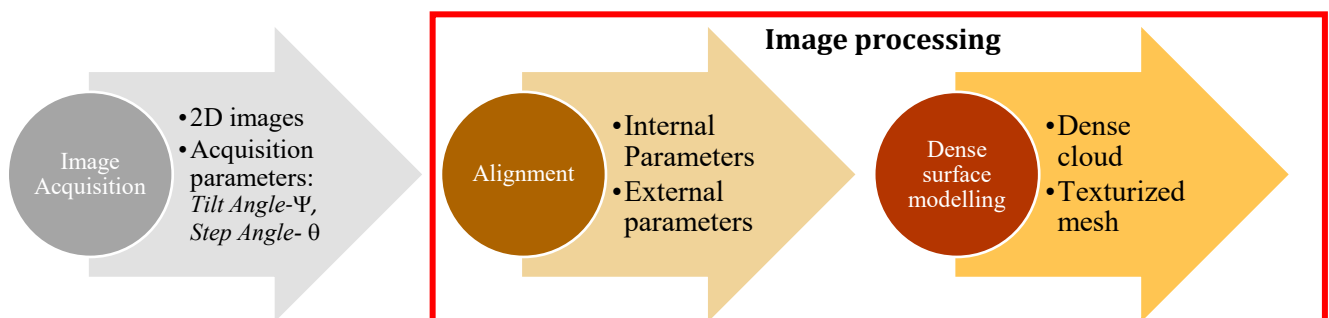 Image processing
Image
Acquisition
•2D images
•Acquisition
parameters:
Tilt Angle-Ψ,
Step Angle- θ
Alignment
•Internal
Parameters
•External
parameters
Dense
surface
modelling
•Dense
cloud
•Texturized
mesh